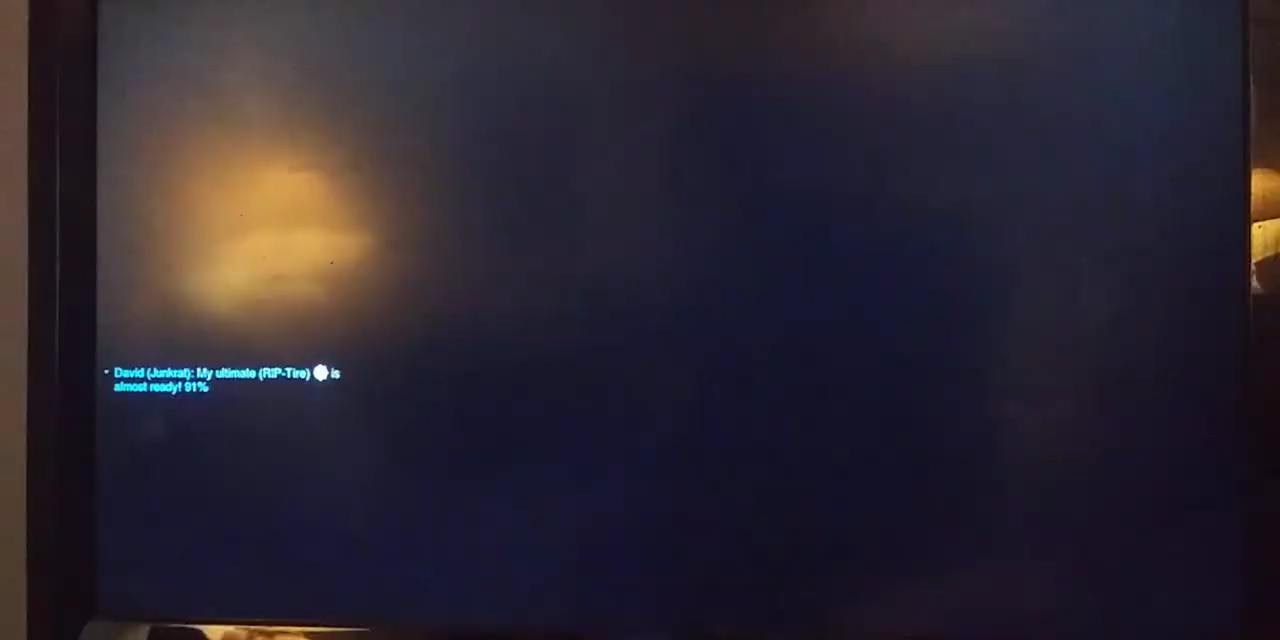 David (Junkrat): My ultimate (RIP-Tire) is
almost ready! 91%